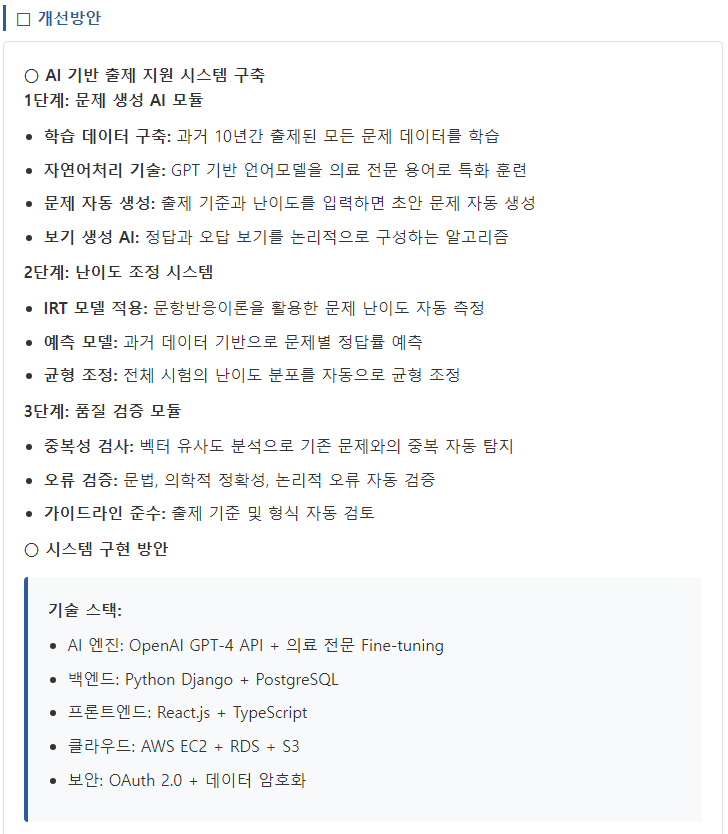 □ 개선방안
○ AI 기반 출제 지원 시스템 구축
1단계: 문제 생성 AI 모듈
• 학습 데이터 구축: 과거 10년간 출제된 모든 문제 데이터를 학습
• 자연어처리 기술: GPT 기반 언어모델을 의료 전문 용어로 특화 훈련
• 문제 자동 생성: 출제 기준과 난이도를 입력하면 초안 문제 자동 생성
• 보기 생성 AI: 정답과 오답 보기를 논리적으로 구성하는 알고리즘
2단계: 난이도 조정 시스템
• IRT 모델 적용: 문항반응이론을 활용한 문제 난이도 자동 측정
• 예측 모델: 과거 데이터 기반으로 문제별 정답률 예측
• 균형 조정: 전체 시험의 난이도 분포를 자동으로 균형 조정
3단계: 품질 검증 모듈
• 중복성 검사: 벡터 유사도 분석으로 기존 문제와의 중복 자동 탐지
• 오류 검증: 문법, 의학적 정확성, 논리적 오류 자동 검증
• 가이드라인 준수: 출제 기준 및 형식 자동 검토
○ 시스템 구현 방안
기술 스택:
• AI 엔진: OpenAI GPT-4 API + 의료 전문 Fine-tuning
• 백엔드: Python Django + PostgreSQL
• 프론트엔드: React.js + TypeScript
• 클라우드: AWS EC2 + RDS + S3
• 보안: OAuth 2.0 + 데이터 암호화